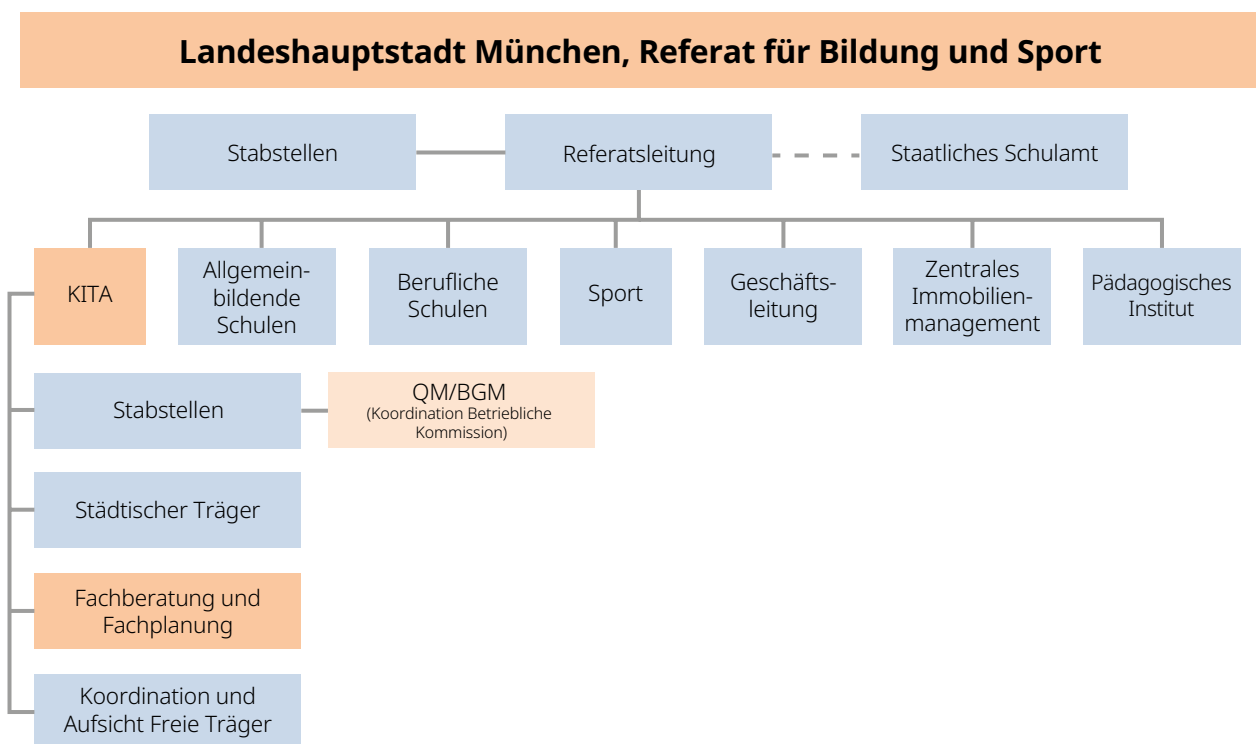 Landeshauptstadt München, Referat für Bildung und Sport
Stabstellen
Referatsleitung
Staatliches Schulamt
KITA
Allgemein-
bildende
Schulen
Berufliche
Schulen
Sport
Geschäfts-
leitung
Zentrales
Immobilien-
management
Pädagogisches
Institut
Stabstellen
QM/BGM
(Koordination Betriebliche
Kommission)
Städtischer Träger
Fachberatung und
Fachplanung
Koordination und
Aufsicht Freie Träger